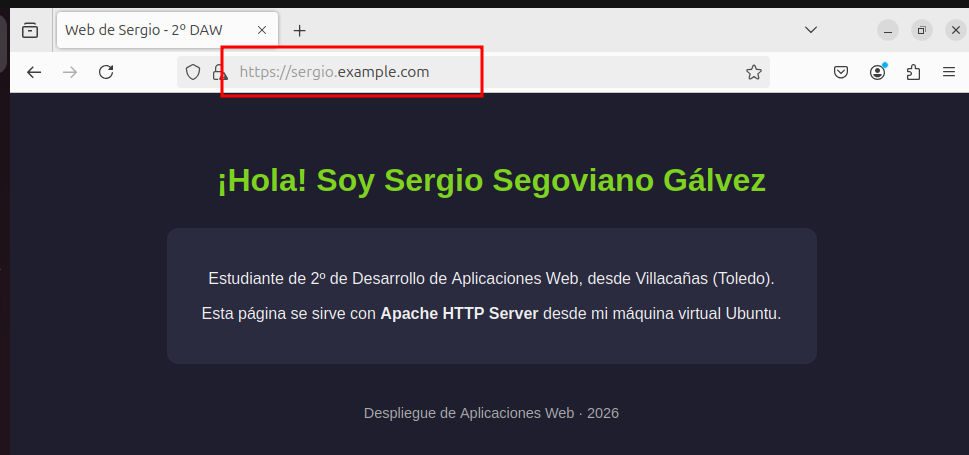 Web de Sergio - 2º DAW
https://sergio.example.com
¡Hola! Soy Sergio Segoviano Gálvez
Estudiante de 2º de Desarrollo de Aplicaciones Web, desde Villacañas (Toledo).
Esta página se sirve con Apache HTTP Server desde mi máquina virtual Ubuntu.
Despliegue de Aplicaciones Web · 2026